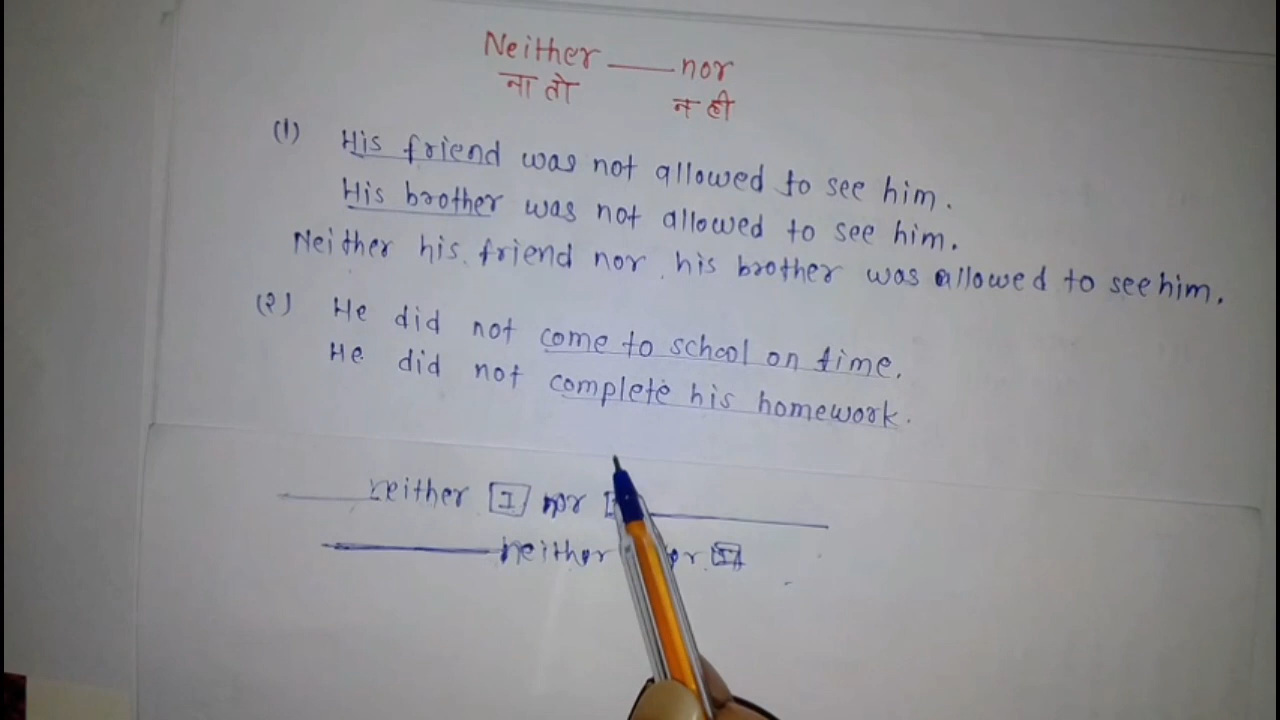 Neither ___ nor
ना तो न ही
(1) His friend was not allowed to see him.
His brother was not allowed to see him.
Neither his friend nor his brother was allowed to see him.
(२) He did not come to school on time.
He did not complete his homework.
neither I nor
neither